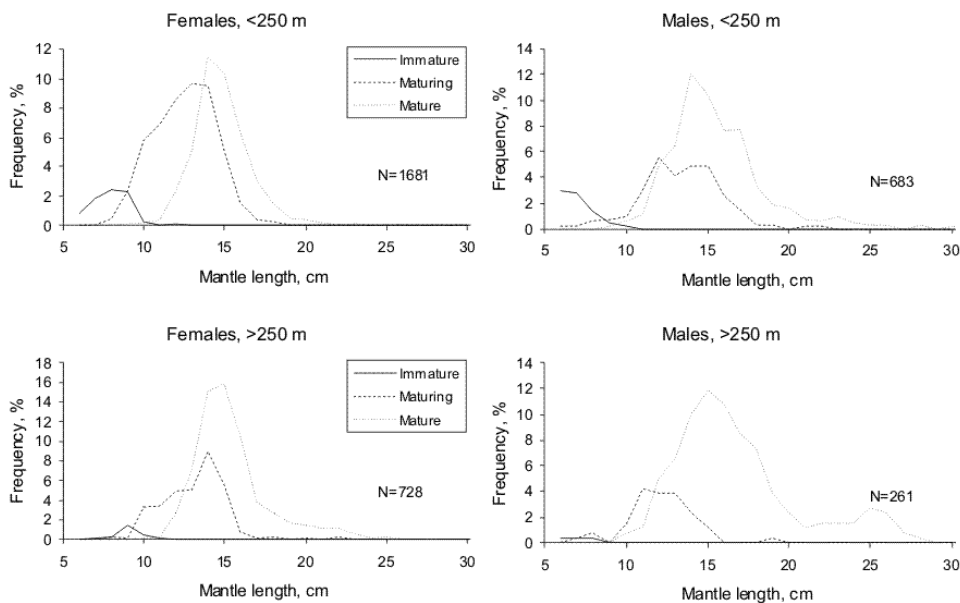 Females, <250 m
12
10
8
6
4
2
0
Frequency, %
5 10 15 20 25 30
Mantle length, cm
Immature
Maturing
Mature
N=1681
Males, <250 m
14
12
10
8
6
4
2
0
Frequency, %
5 10 15 20 25 30
Mantle length, cm
N=683
Females, >250 m
18
16
14
12
10
8
6
4
2
0
Frequency, %
5 10 15 20 25 30
Mantle length, cm
Immature
Maturing
Mature
N=728
Males, >250 m
14
12
10
8
6
4
2
0
Frequency, %
5 10 15 20 25 30
Mantle length, cm
N=261